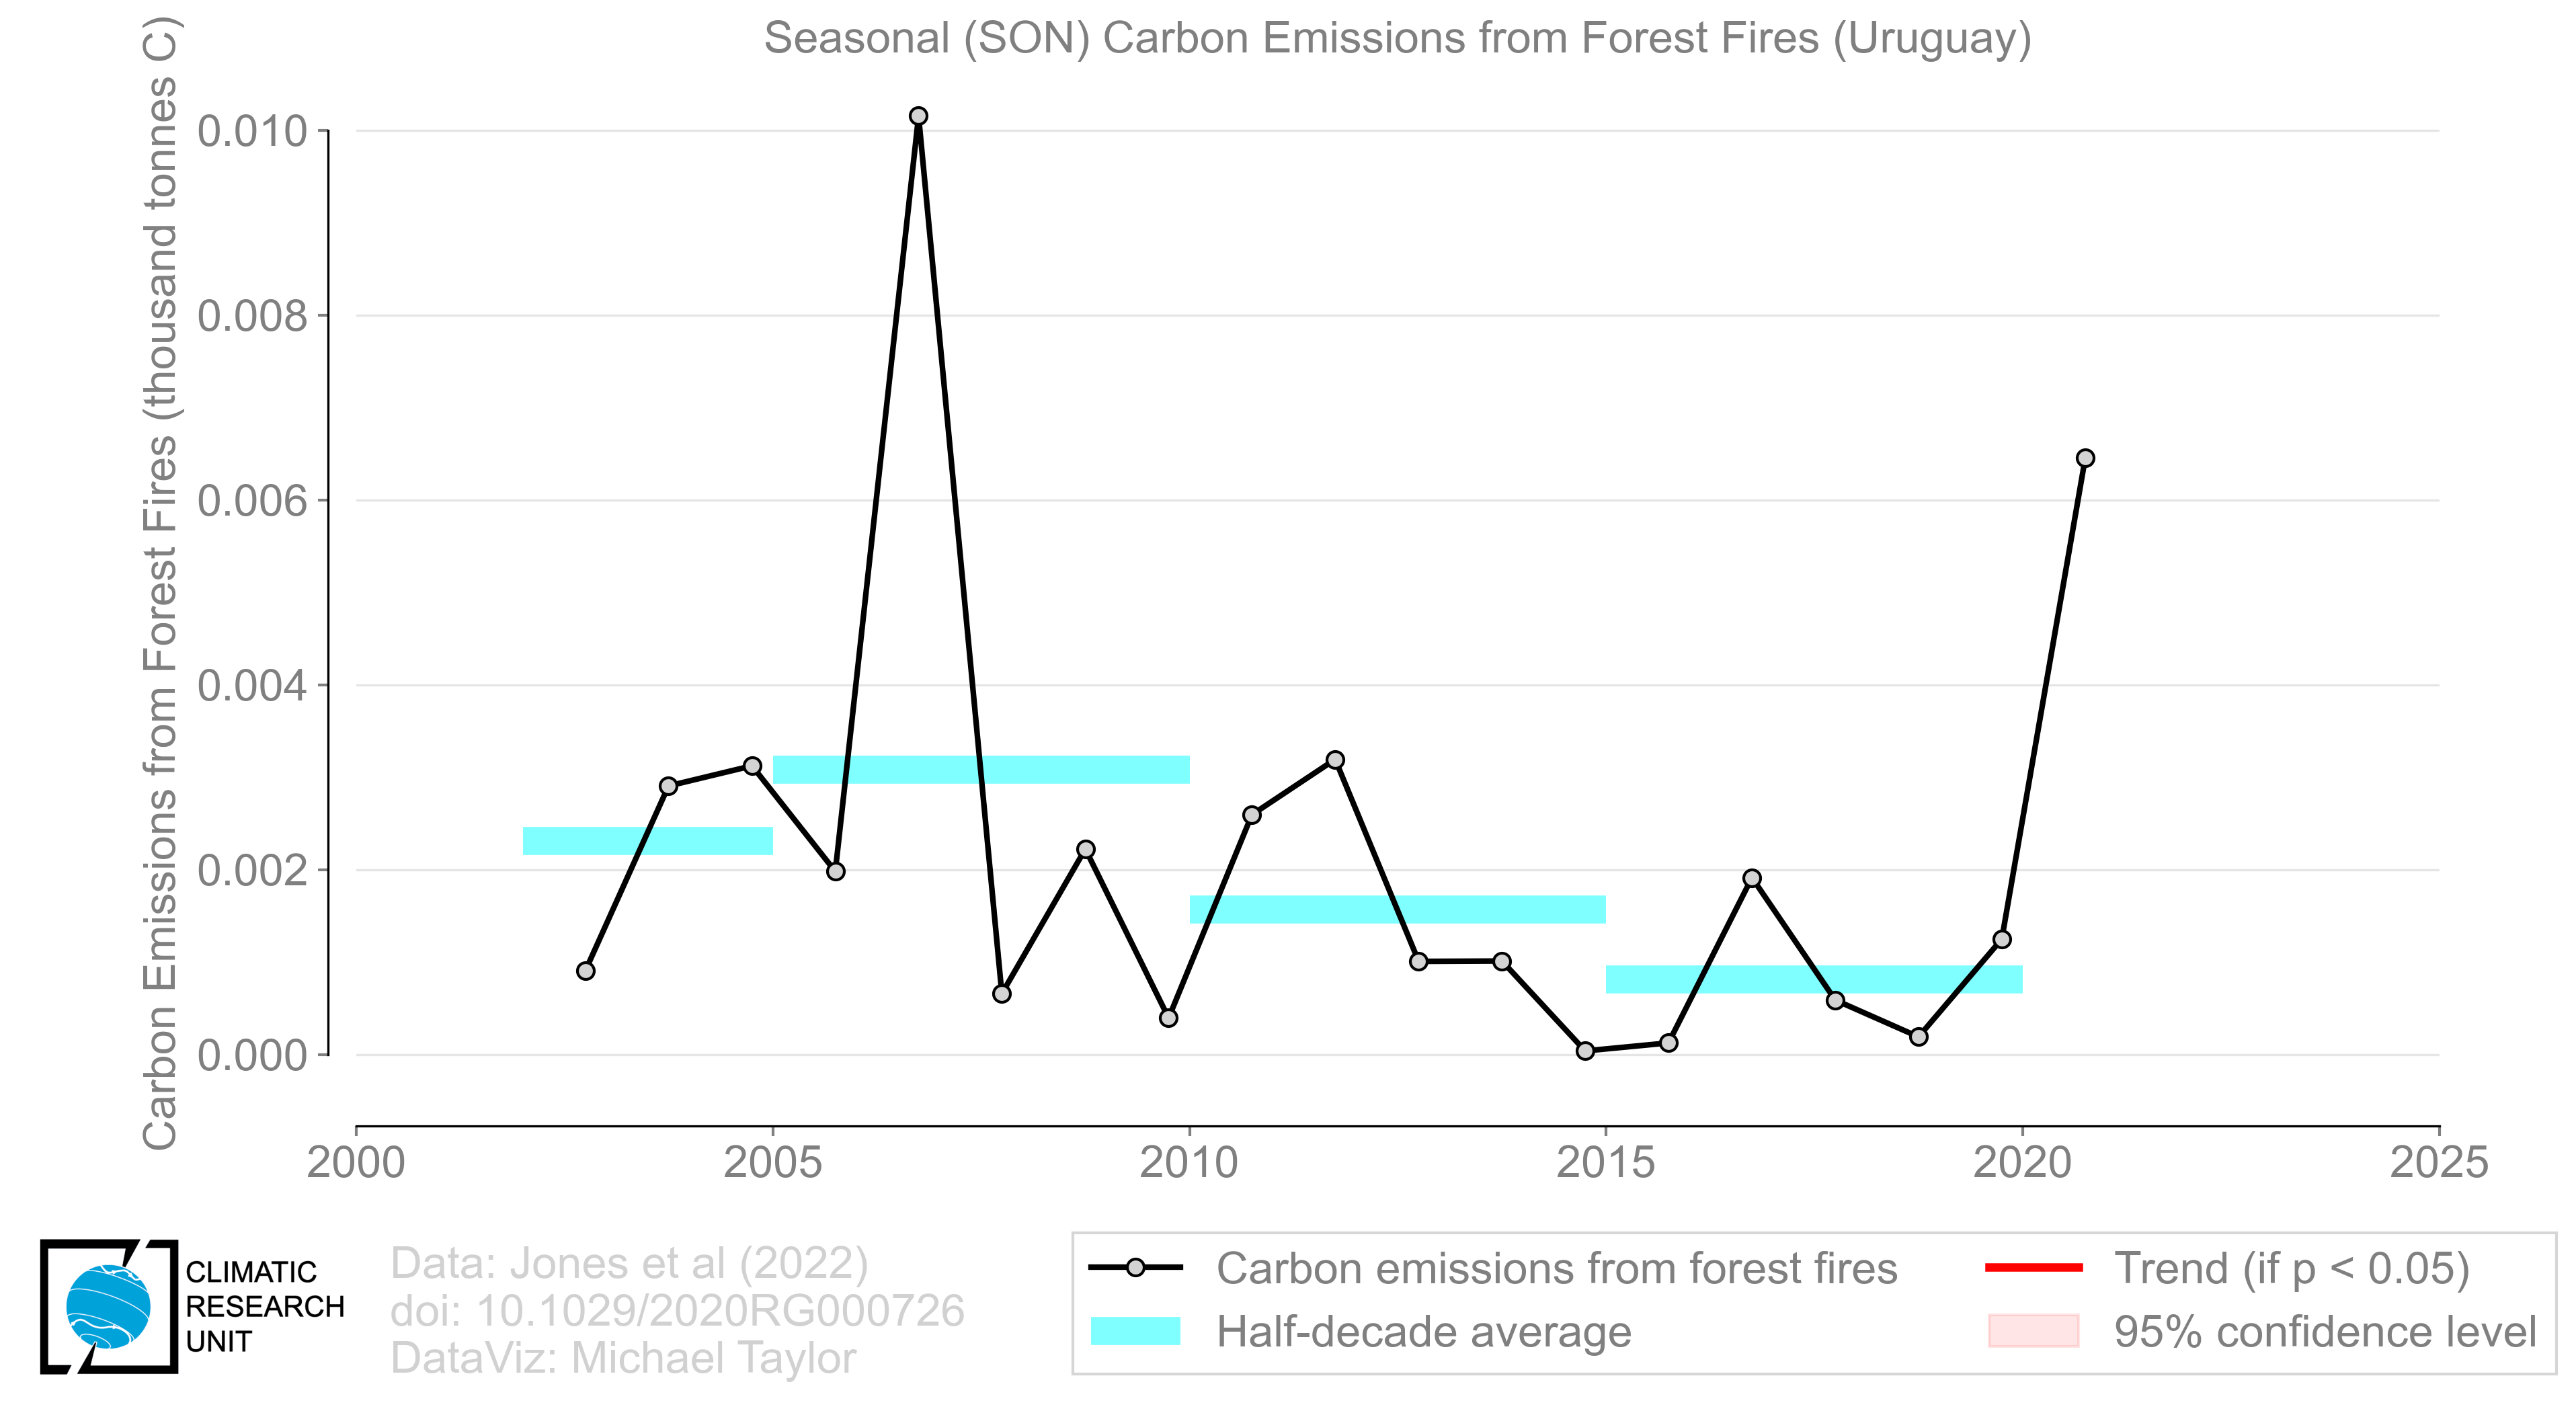 Seasonal (SON) Carbon Emissions from Forest Fires (Uruguay)
Carbon Emissions from Forest Fires (thousand tonnes C)
0.010
0.008
0.006
0.004
0.002
0.000
2000 2005 2010 2015 2020 2025
CLIMATIC
RESEARCH
UNIT
Data: Jones et al (2022)
doi: 10.1029/2020RG000726
DataViz: Michael Taylor
Carbon emissions from forest fires
Half-decade average
Trend (if p < 0.05)
95% confidence level